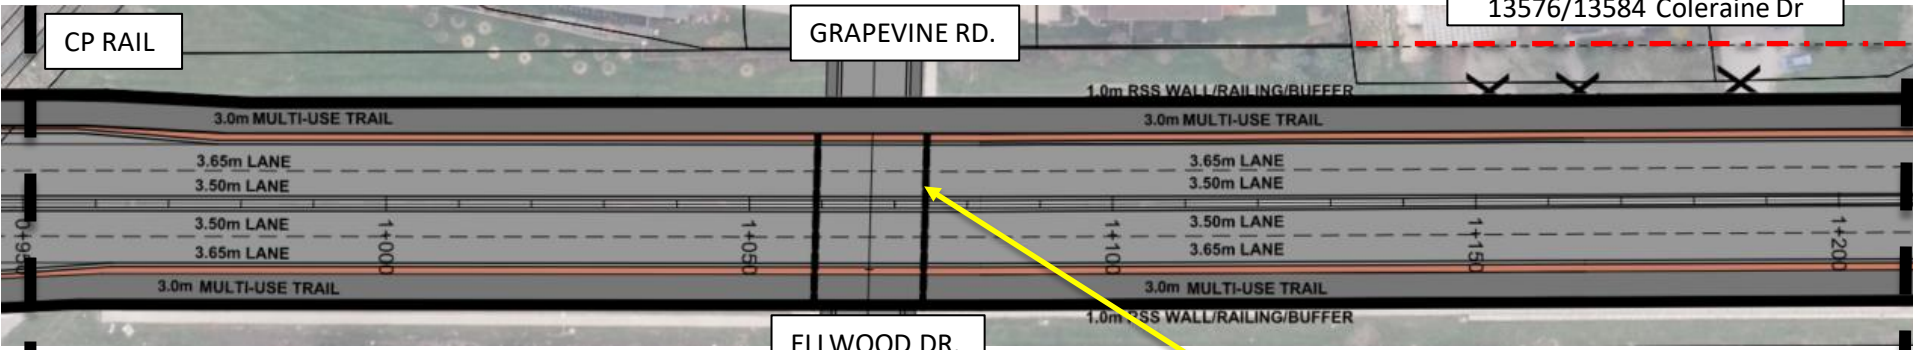 13576/13584 Coleraine Dr
CP RAIL
GRAPEVINE RD.
1.0m RSS WALL/RAILING/BUFFER
3.0m MULTI-USE TRAIL
3.0m MULTI-USE TRAIL
3.65m LANE
3.65m LANE
3.50m LANE
3.50m LANE
3.50m LANE
3.50m LANE
3.65m LANE
3.65m LANE
0+950
1+000
1+050
1+100
1+150
1+200
3.0m MULTI-USE TRAIL
3.0m MULTI-USE TRAIL
1.0m RSS WALL/RAILING/BUFFER
ELLWOOD DR.